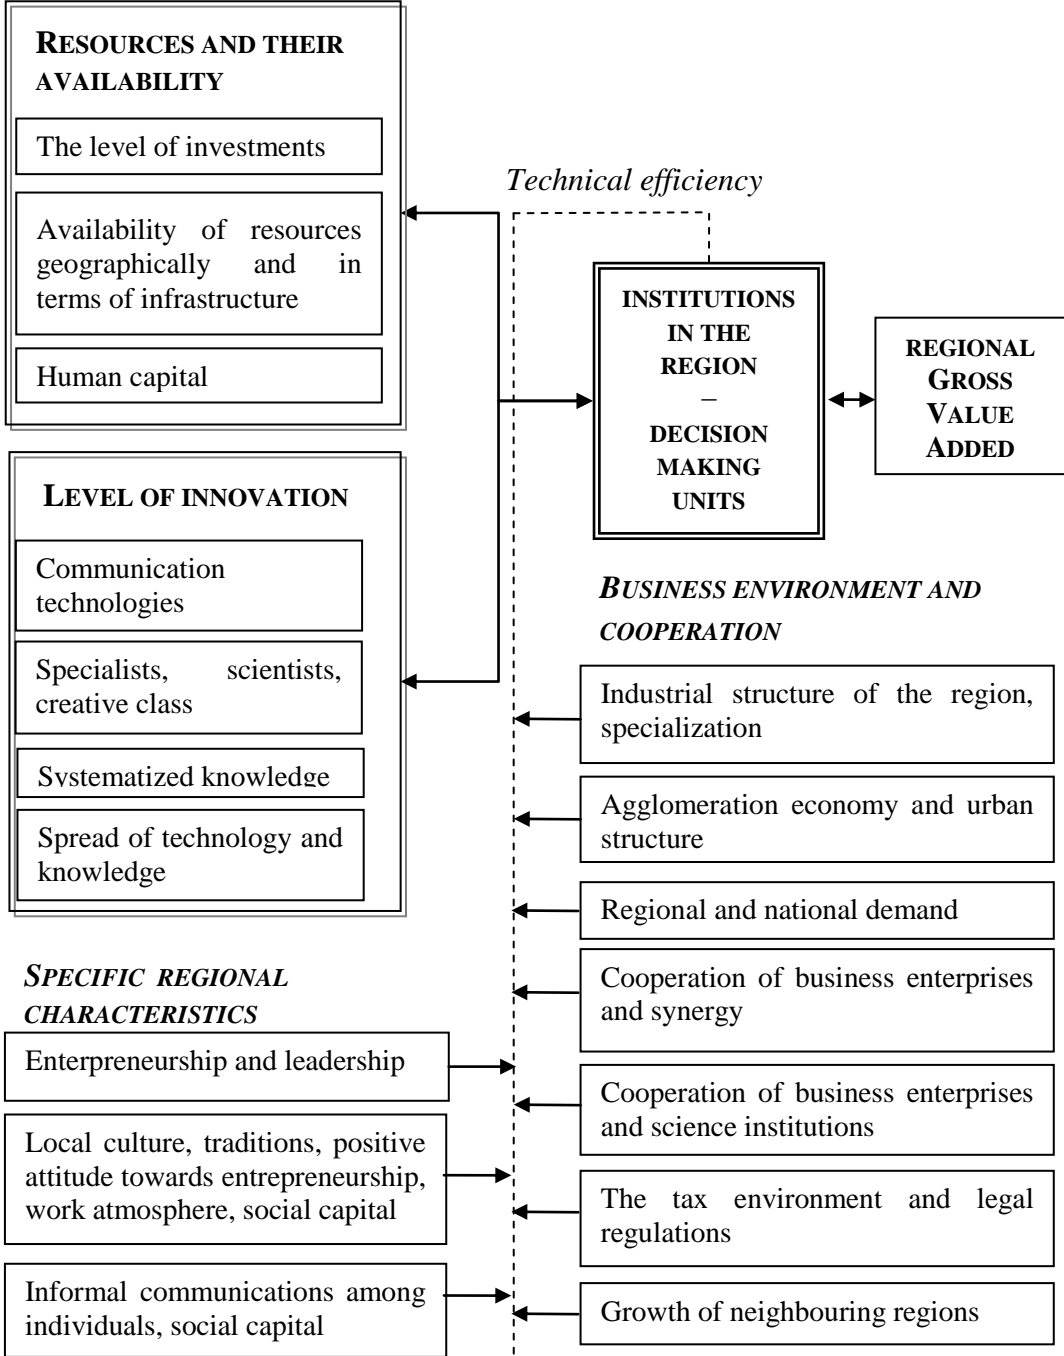 RESOURCES AND THEIR
AVAILABILITY
The level of investments
Availability of resources
geographically and in
terms of infrastructure
Human capital
LEVEL OF INNOVATION
Communication
technologies
Specialists, scientists,
creative class
Systematized knowledge
Spread of technology and
knowledge
SPECIFIC REGIONAL
CHARACTERISTICS
Enterpreneurship and leadership
Local culture, traditions, positive
attitude towards entrepreneurship,
work atmosphere, social capital
Informal communications among
individuals, social capital
Technical efficiency
INSTITUTIONS
IN THE
REGION
–
DECISION
MAKING
UNITS
REGIONAL
GROSS
VALUE
ADDED
BUSINESS ENVIRONMENT AND
COOPERATION
Industrial structure of the region,
specialization
Agglomeration economy and urban
structure
Regional and national demand
Cooperation of business enterprises
and synergy
Cooperation of business enterprises
and science institutions
The tax environment and legal
regulations
Growth of neighbouring regions